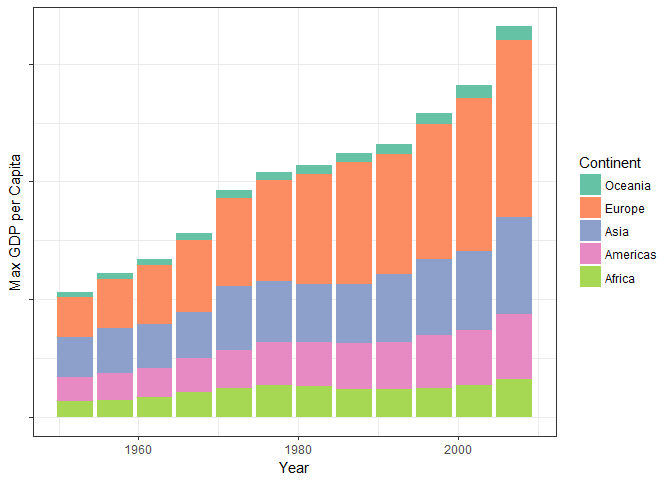 Max GDP per Capita
1960
1980
2000
Year
Continent
Oceania
Europe
Asia
Americas
Africa